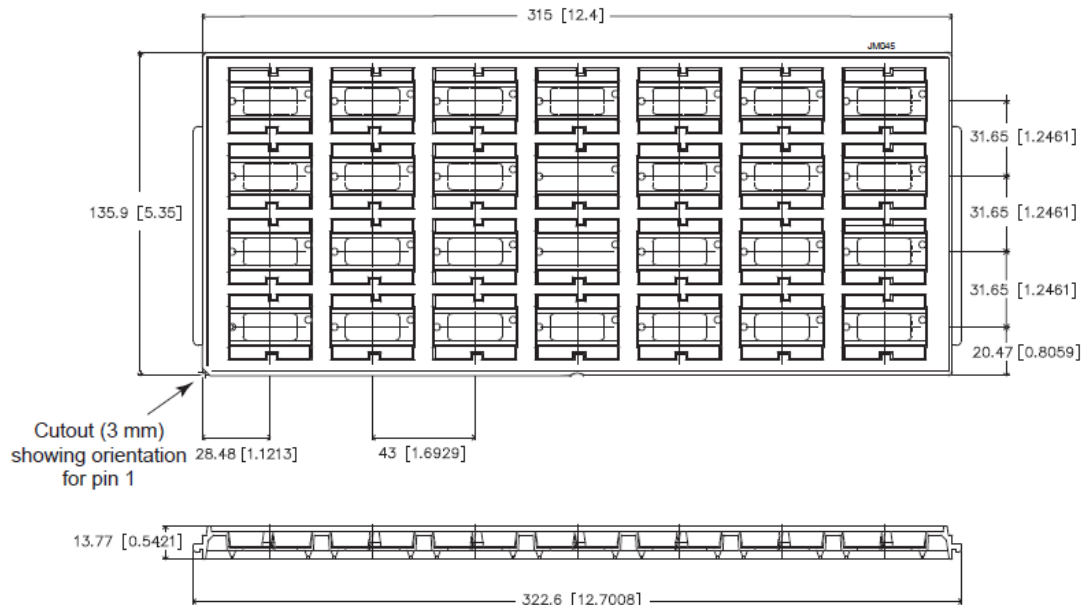 315 [12.4]
JM045
31.65 [1.2461]
135.9 [5.35]
31.65 [1.2461]
31.65 [1.2461]
20.47 [0.8059]
Cutout (3 mm)
showing orientation
for pin 1
28.48 [1.1213]
43 [1.6929]
13.77 [0.5421]
322.6 [12.7008]